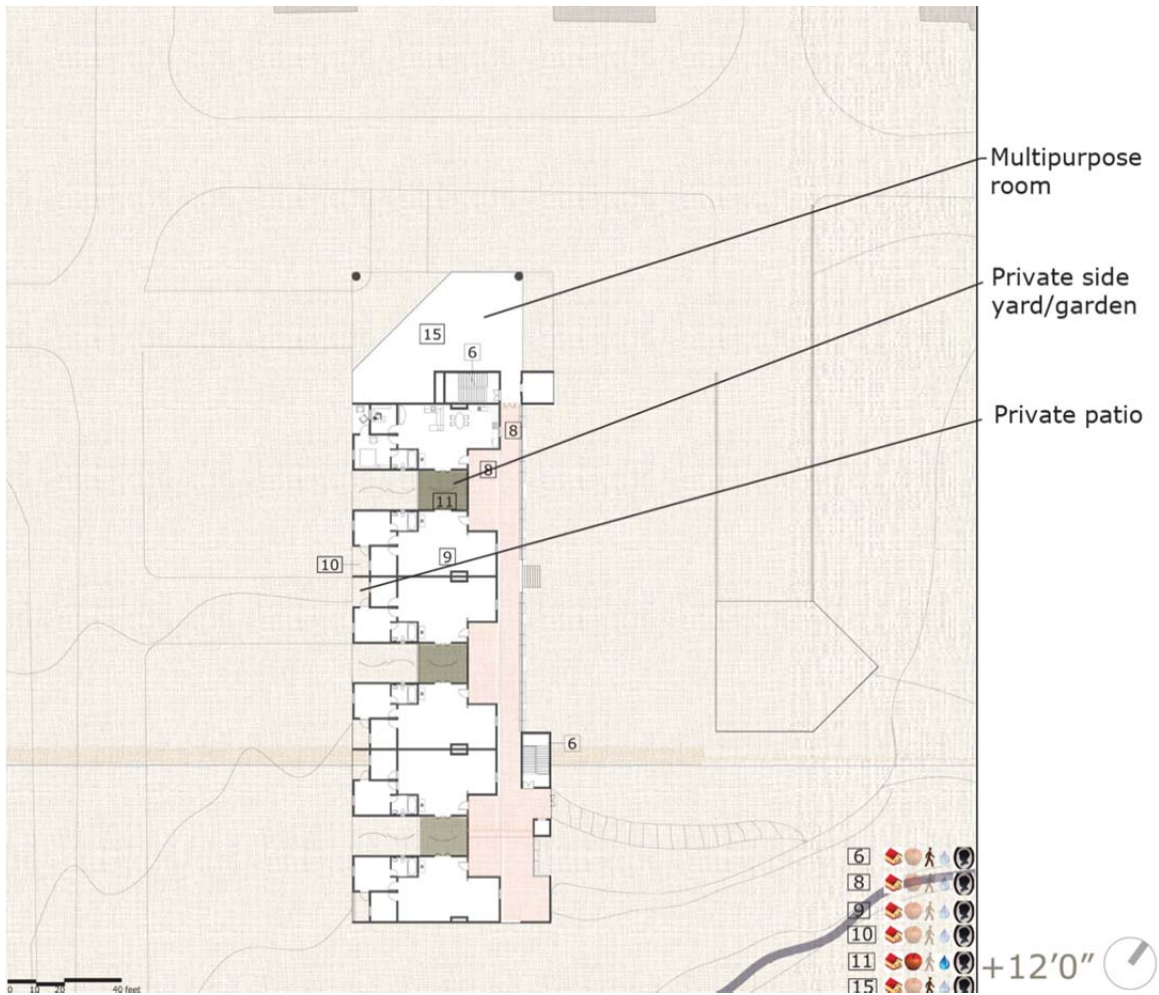 Multipurpose
room
Private side
yard/garden
Private patio
15
6
8
8
11
9
10
6
6
8
9
10
11
15
+12’0”
0 10 20 40 feet